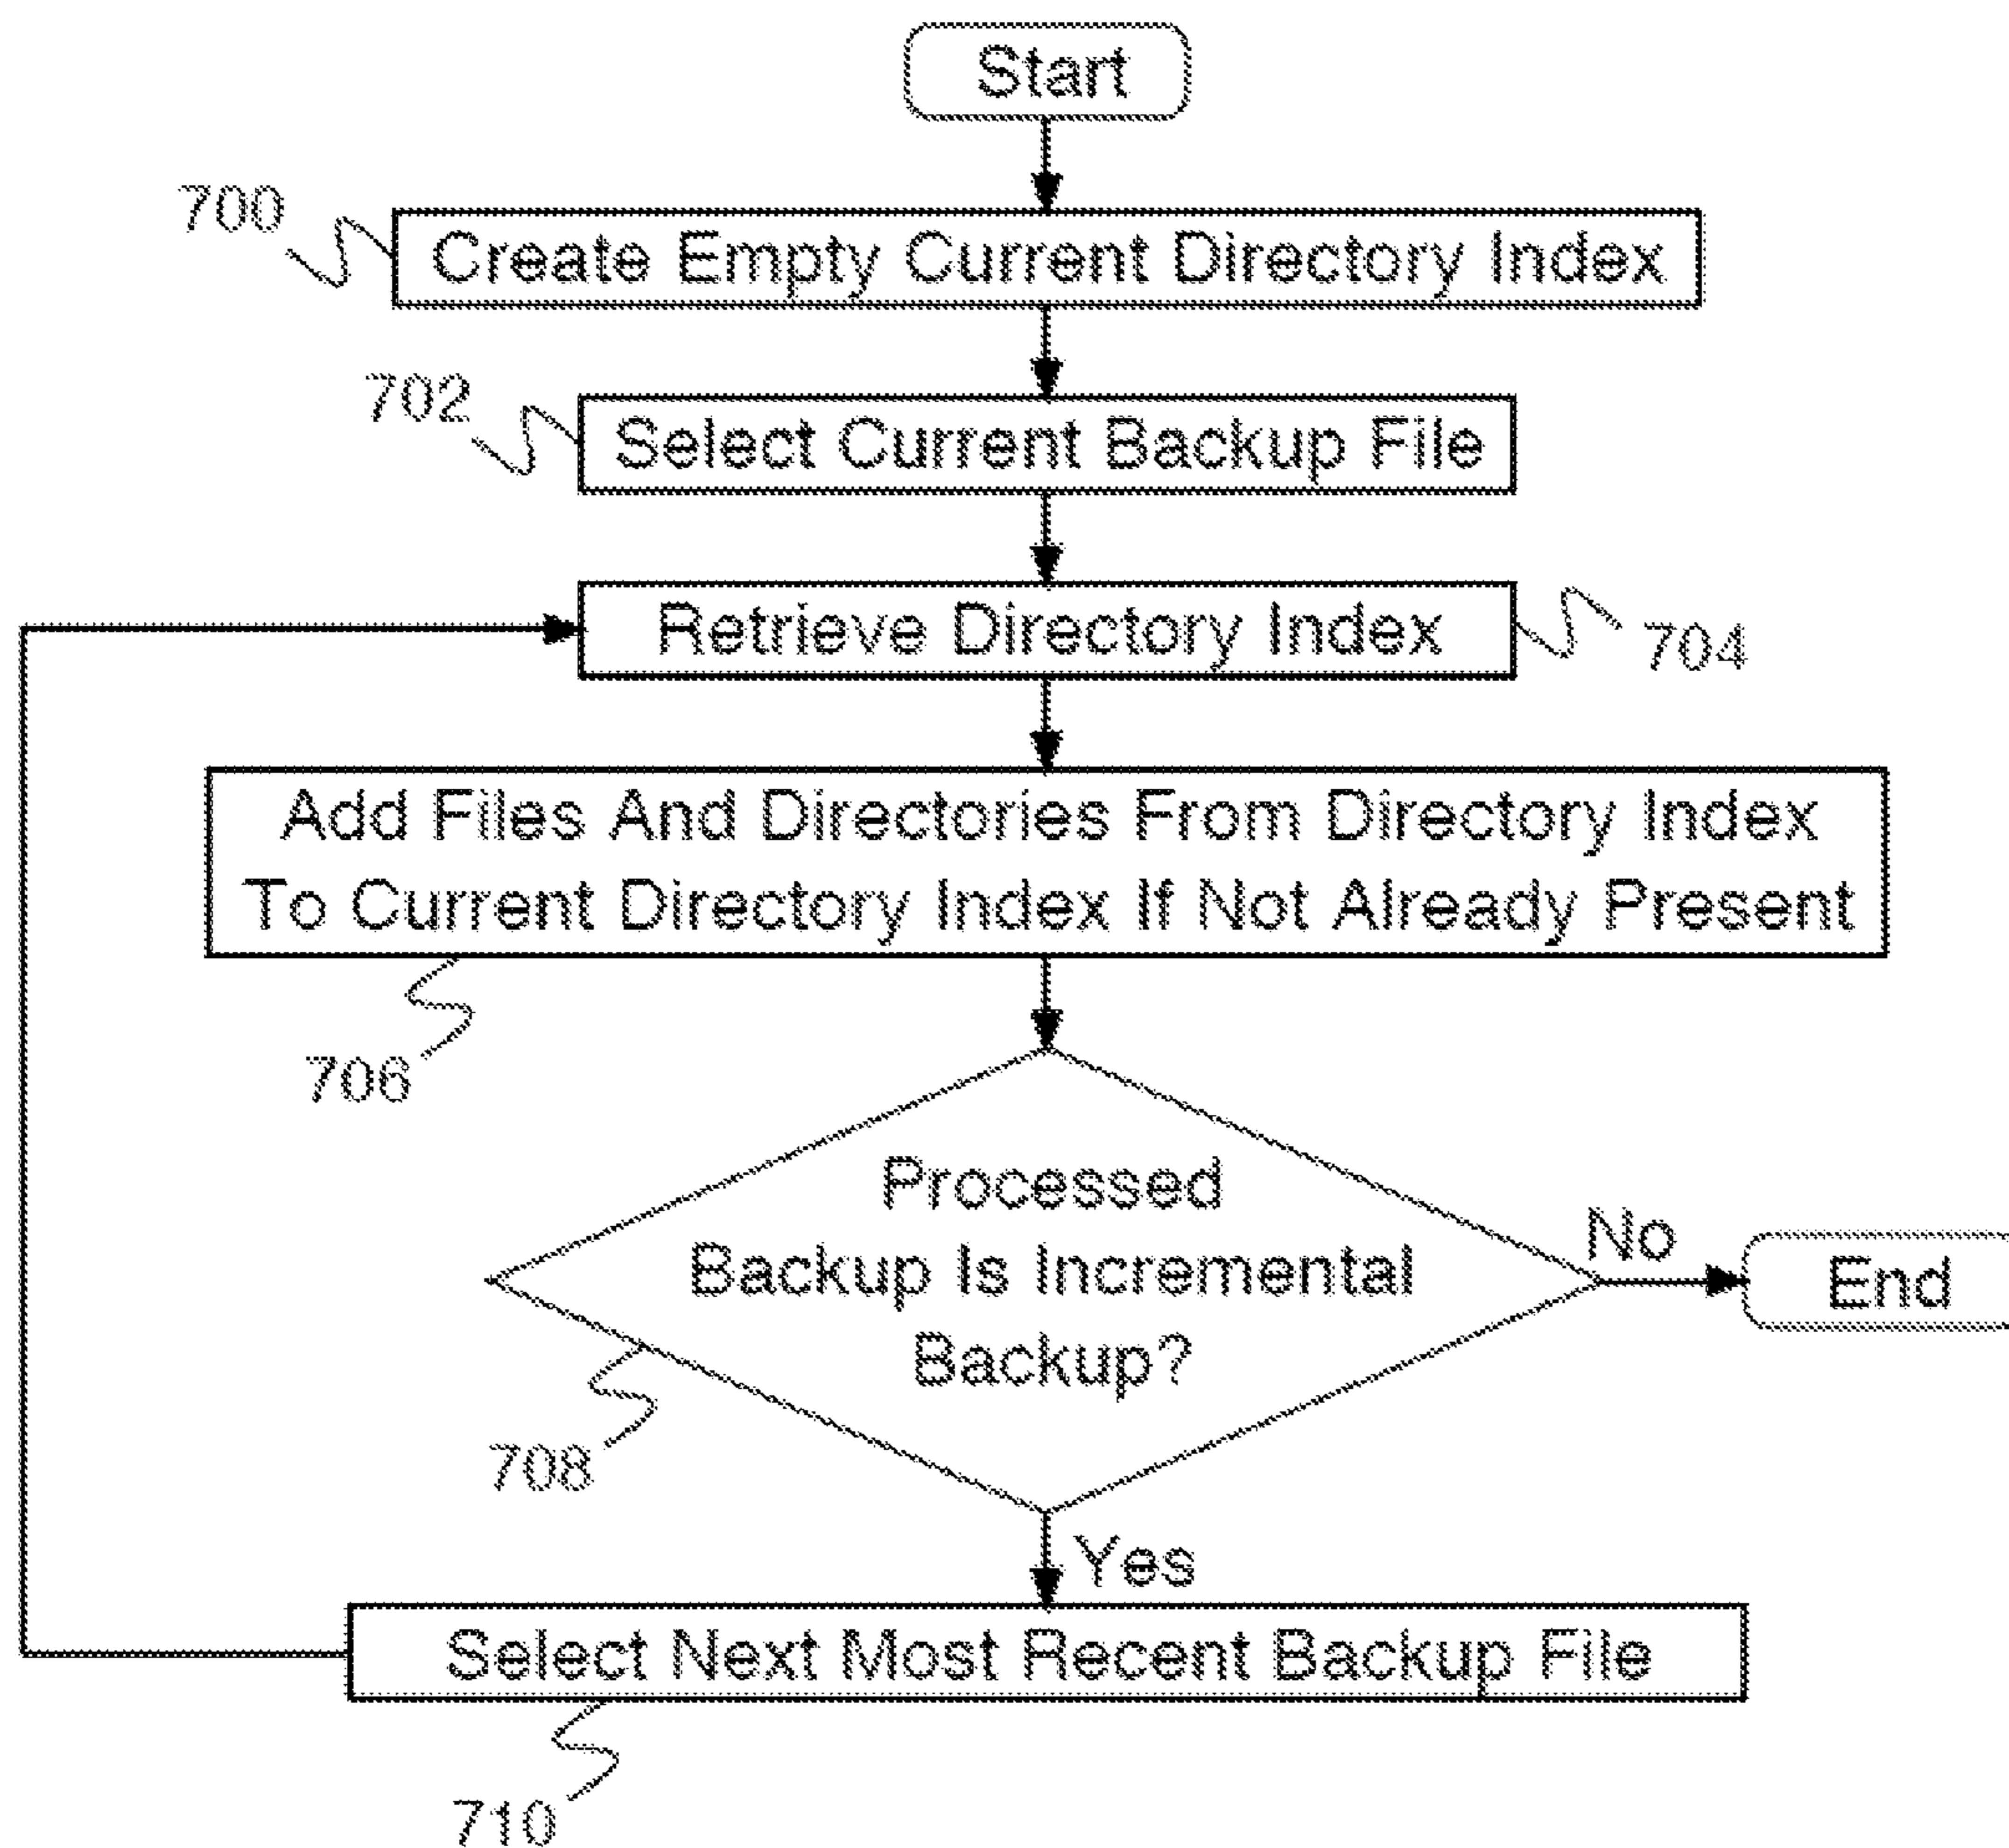 Start
700
Create Empty Current Directory Index
702
Select Current Backup File
Retrieve Directory Index
704
Add Files And Directories From Directory Index
To Current Directory Index If Not Already Present
706
Processed
Backup Is Incremental
Backup?
No
End
708
Yes
Select Next Most Recent Backup File
710